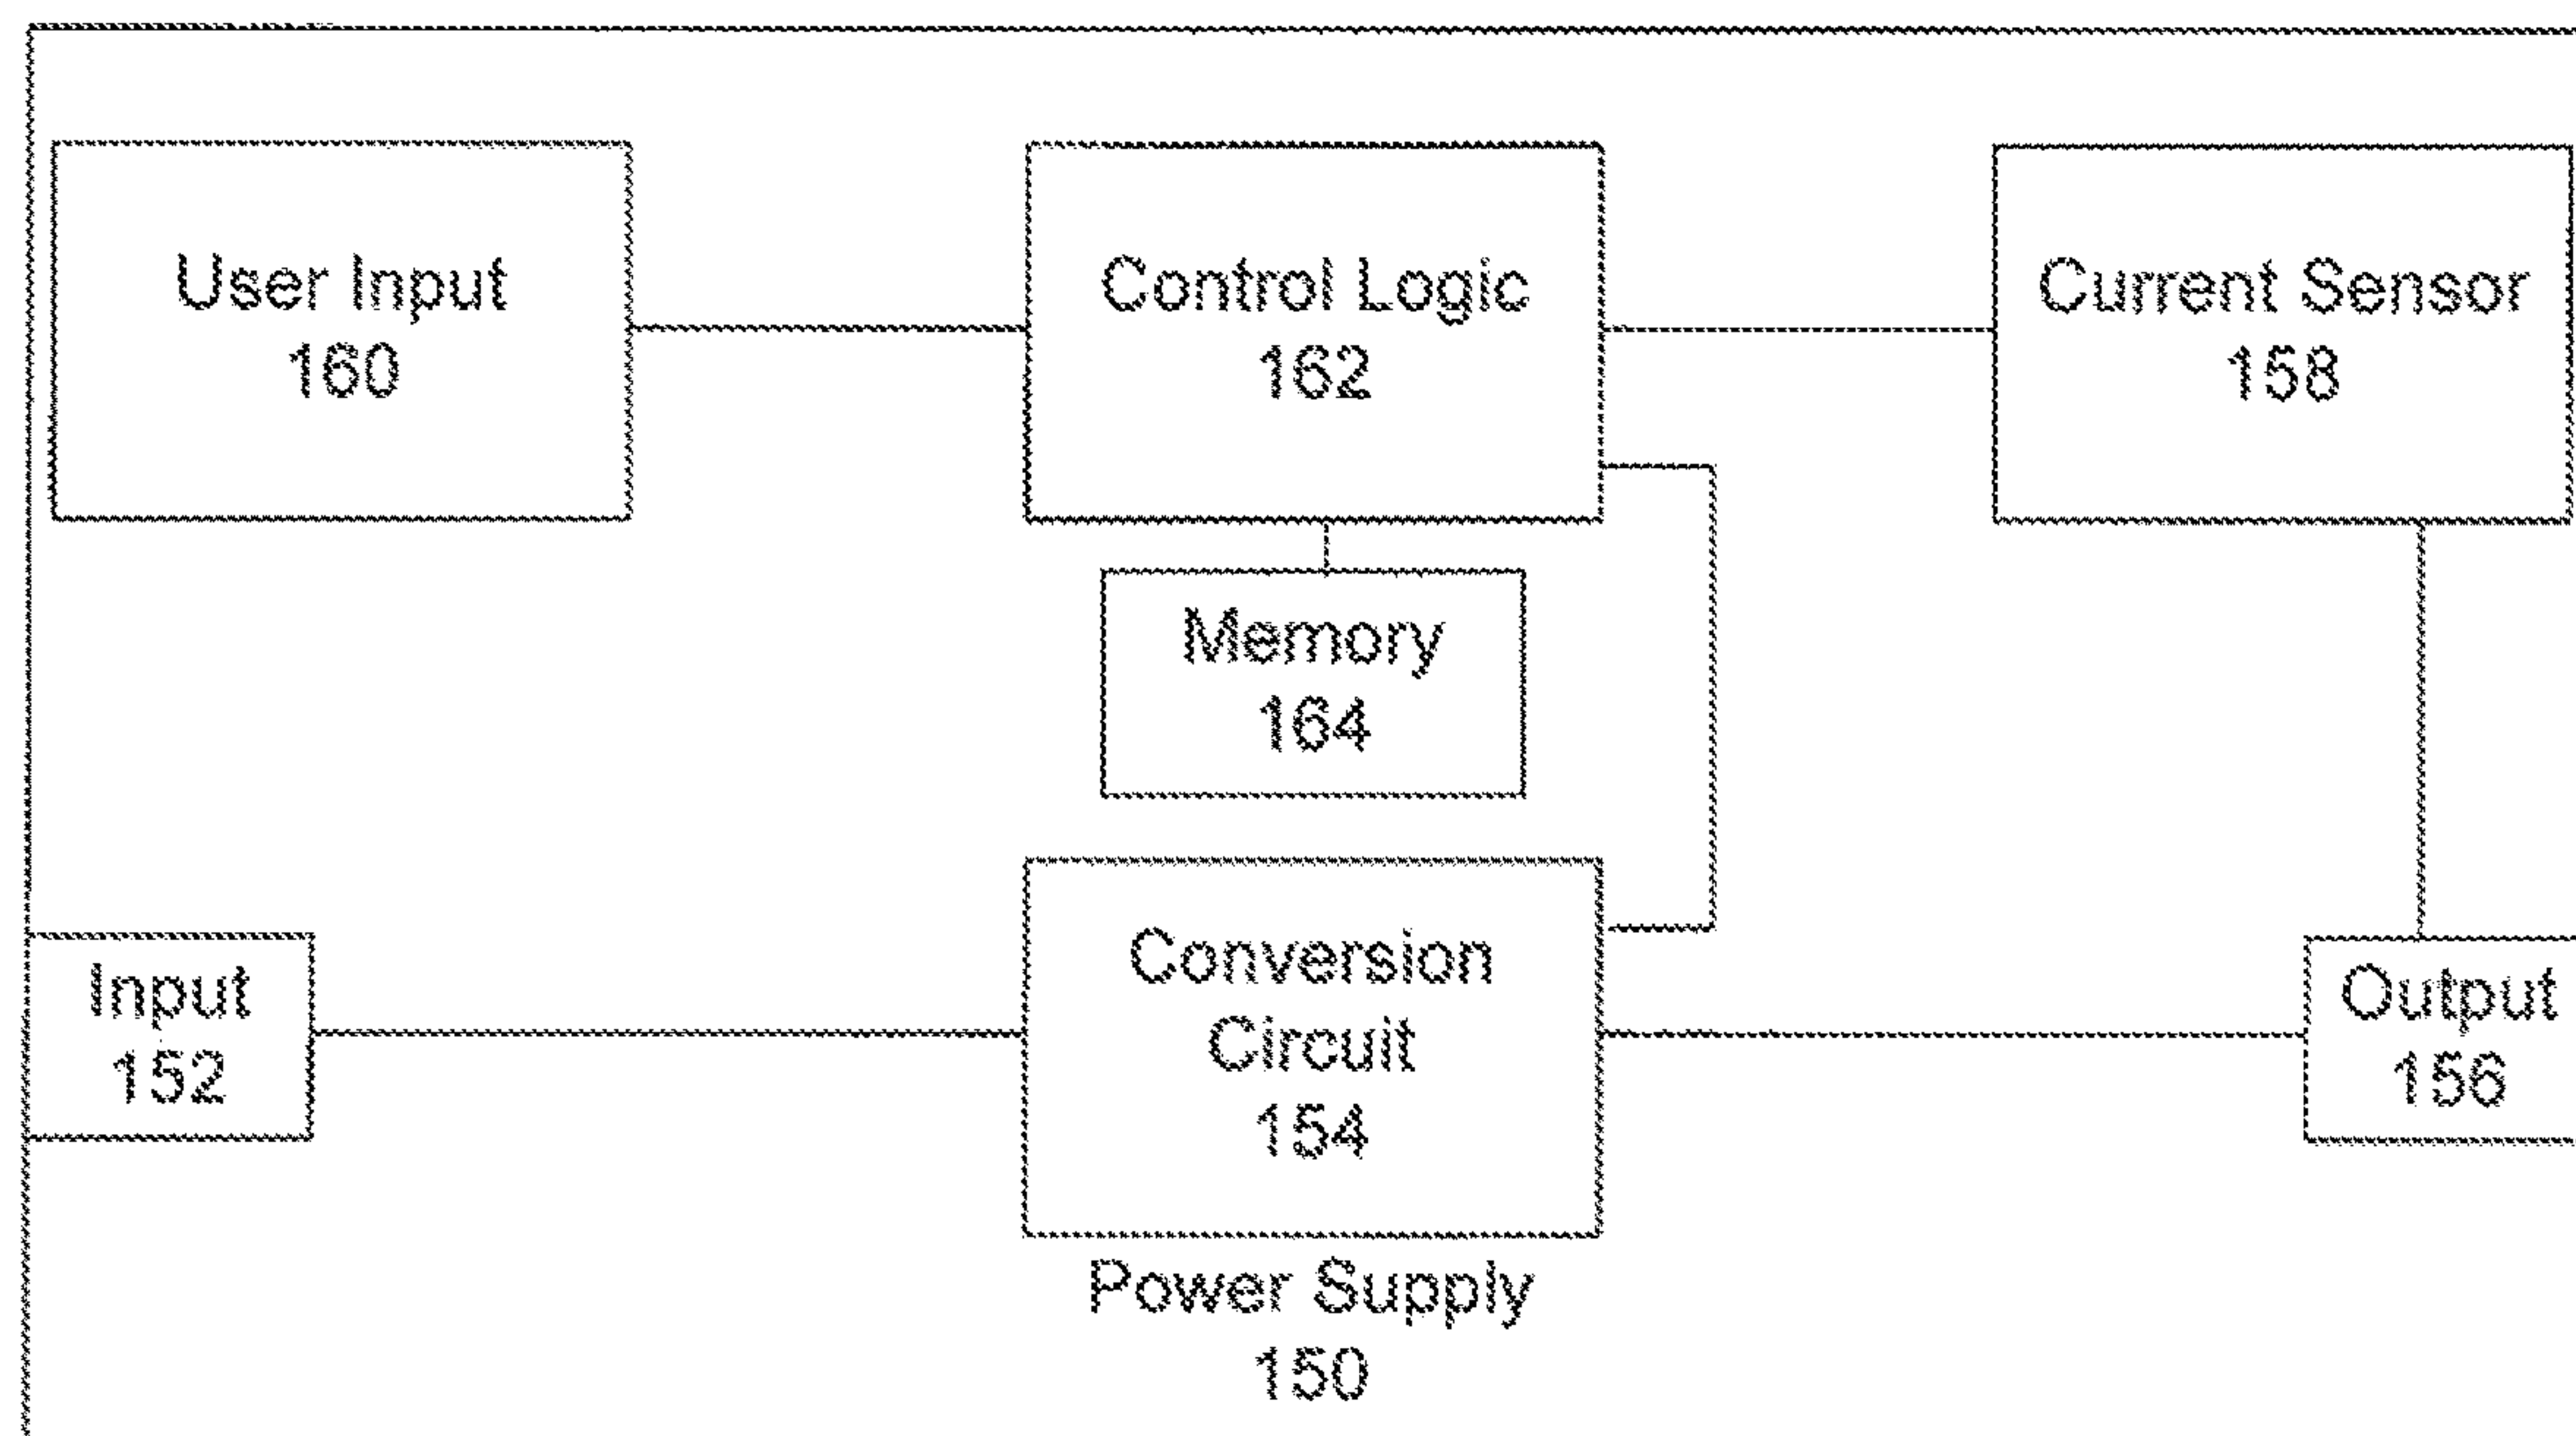 User Input
160
Control Logic
162
Current Sensor
158
Memory
164
Input
152
Conversion
Circuit
154
Output
156
Power Supply
150